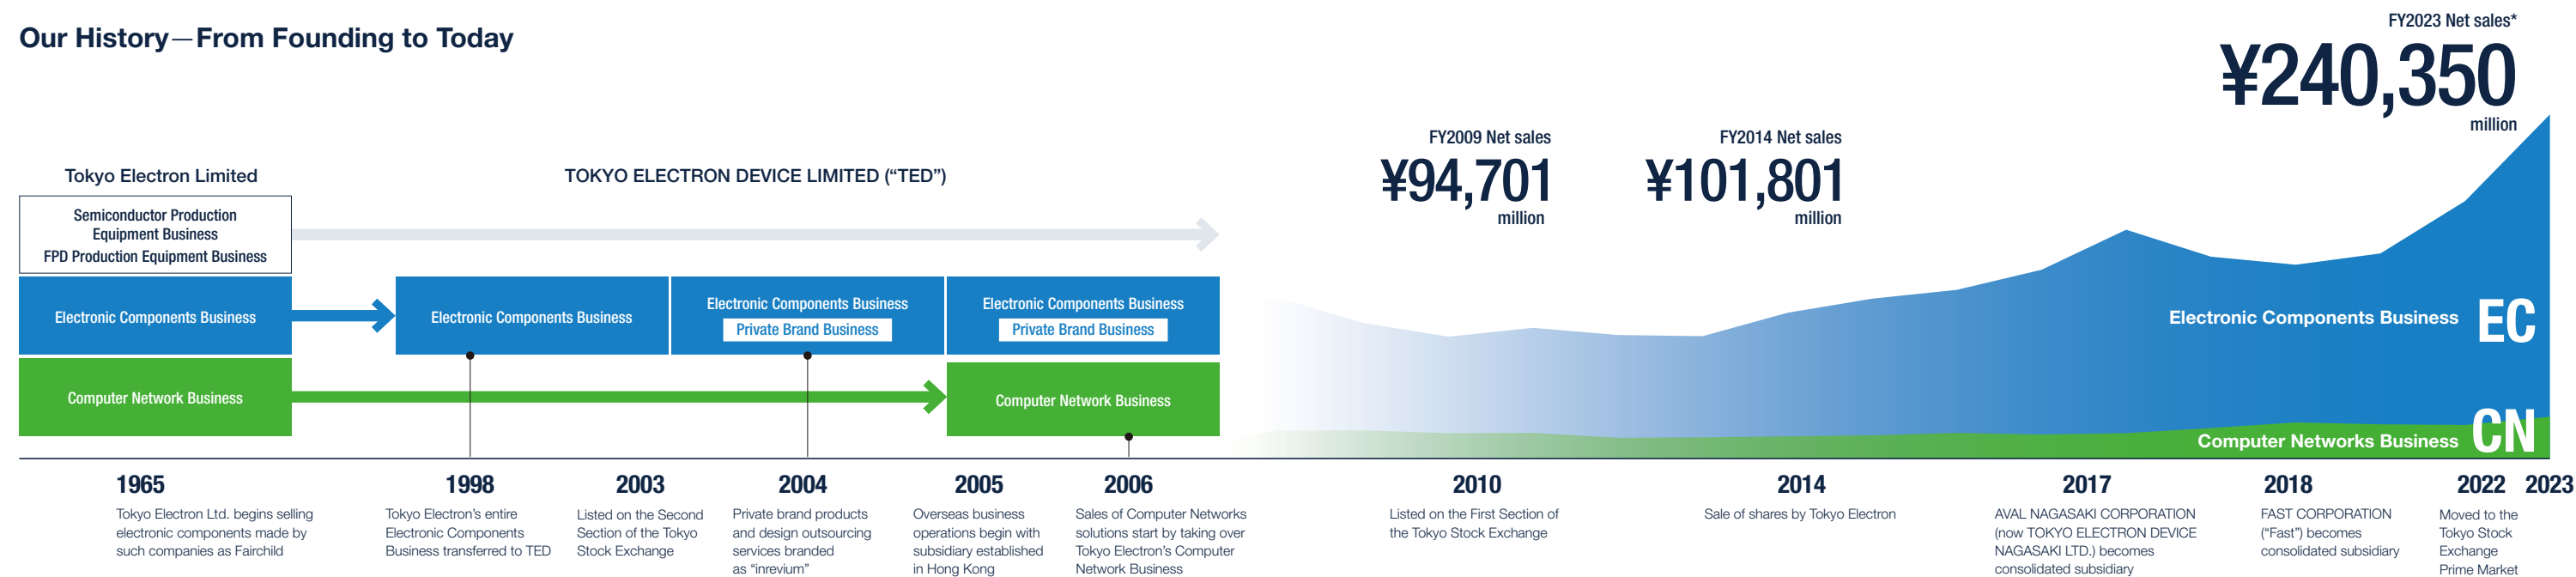 Our History—From Founding to Today
FY2023 Net sales*
¥240,350
million
FY2009 Net sales
¥94,701
million
FY2014 Net sales
¥101,801
million
Tokyo Electron Limited
TOKYO ELECTRON DEVICE LIMITED (“TED”)
Semiconductor Production
Equipment Business
FPD Production Equipment Business
Electronic Components Business
Electronic Components Business
Electronic Components Business
Private Brand Business
Electronic Components Business
Private Brand Business
Electronic Components Business EC
Computer Network Business
Computer Network Business
Computer Networks Business CN
1965
Tokyo Electron Ltd. begins selling
electronic components made by
such companies as Fairchild
1998
Tokyo Electron’s entire
Electronic Components
Business transferred to TED
2003
Listed on the Second
Section of the Tokyo
Stock Exchange
2004
Private brand products
and design outsourcing
services branded
as “inrevium”
2005
Overseas business
operations begin with
subsidiary established
in Hong Kong
2006
Sales of Computer Networks
solutions start by taking over
Tokyo Electron’s Computer
Network Business
2010
Listed on the First Section of
the Tokyo Stock Exchange
2014
Sale of shares by Tokyo Electron
2017
AVAL NAGASAKI CORPORATION
(now TOKYO ELECTRON DEVICE
NAGASAKI LTD.) becomes
consolidated subsidiary
2018
FAST CORPORATION
(“Fast”) becomes
consolidated subsidiary
2022
Moved to the
Tokyo Stock
Exchange
Prime Market
2023